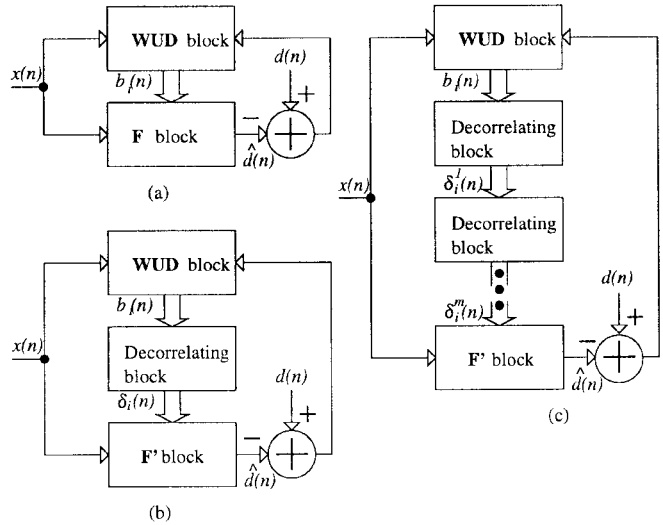 WUD block
d(n)
x(n)
b_i(n)
+
F block
−
d̂(n)
(a)
WUD block
b_i(n)
x(n)
Decorrelating
block
d(n)
δ_i(n)
+
F' block
−
d̂(n)
(b)
WUD block
b_i(n)
Decorrelating
block
δ_i^1(n)
x(n)
Decorrelating
block
d(n)
δ_i^m(n)
+
F' block
−
d̂(n)
(c)